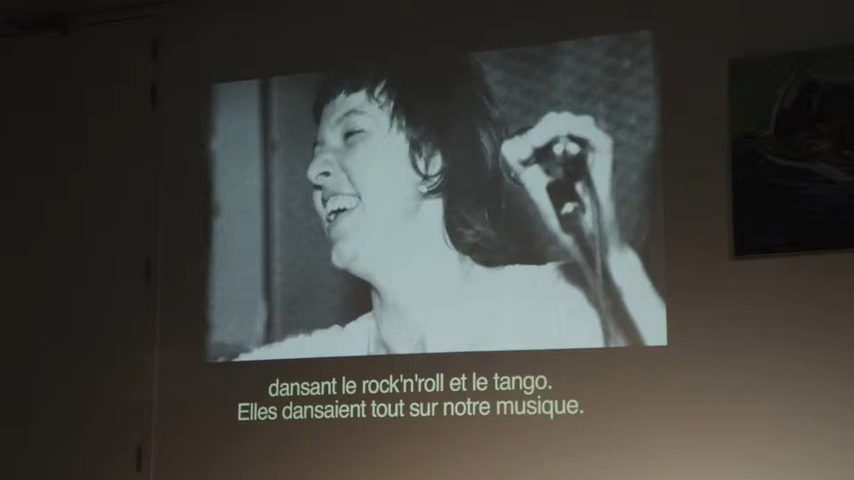 dansant le rock'n'roll et le tango.
Elles dansaient tout sur notre musique.